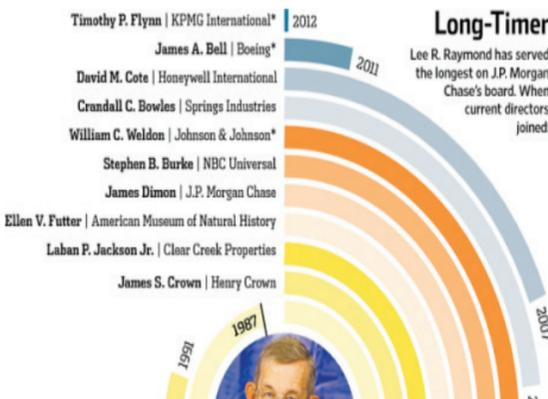 Timothy P. Flynn | KPMG International*
2012
James A. Bell | Boeing*
2011
David M. Cote | Honeywell International
Crandall C. Bowles | Springs Industries
William C. Weldon | Johnson & Johnson*
Stephen B. Burke | NBC Universal
James Dimon | J.P. Morgan Chase
Ellen V. Futter | American Museum of Natural History
Laban P. Jackson Jr. | Clear Creek Properties
James S. Crown | Henry Crown
Long-Timer
Lee R. Raymond has served
the longest on J.P. Morgan
Chase's board. When
current directors
joined:
2007
1987
1991